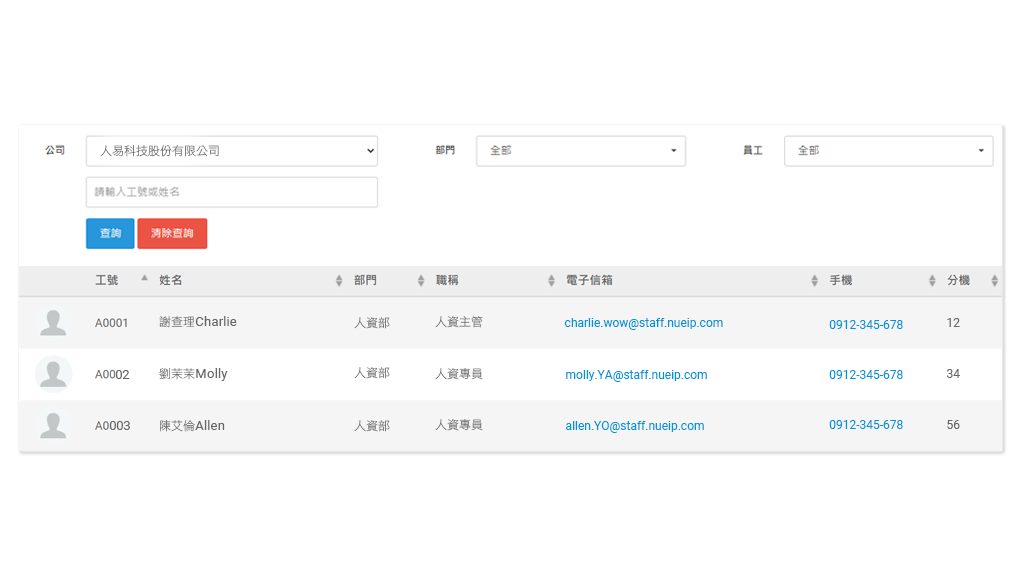 公司 人易科技股份有限公司 部門 全部 員工 全部
請輸入工號或姓名
查詢 清除查詢
工號 姓名 部門 職稱 電子信箱 手機 分機
A0001 謝查理Charlie 人資部 人資主管 charlie.wow@staff.nueip.com 0912-345-678 12
A0002 劉茉茉Molly 人資部 人資專員 molly.YA@staff.nueip.com 0912-345-678 34
A0003 陳艾倫Allen 人資部 人資專員 allen.YO@staff.nueip.com 0912-345-678 56